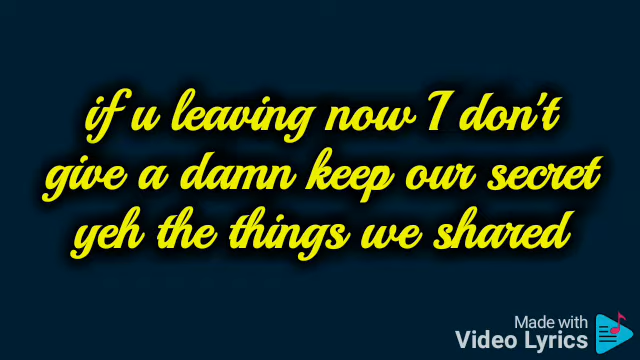 if u leaving now I don't
give a damn keep our secret
yeh the things we shared
Made with
Video Lyrics